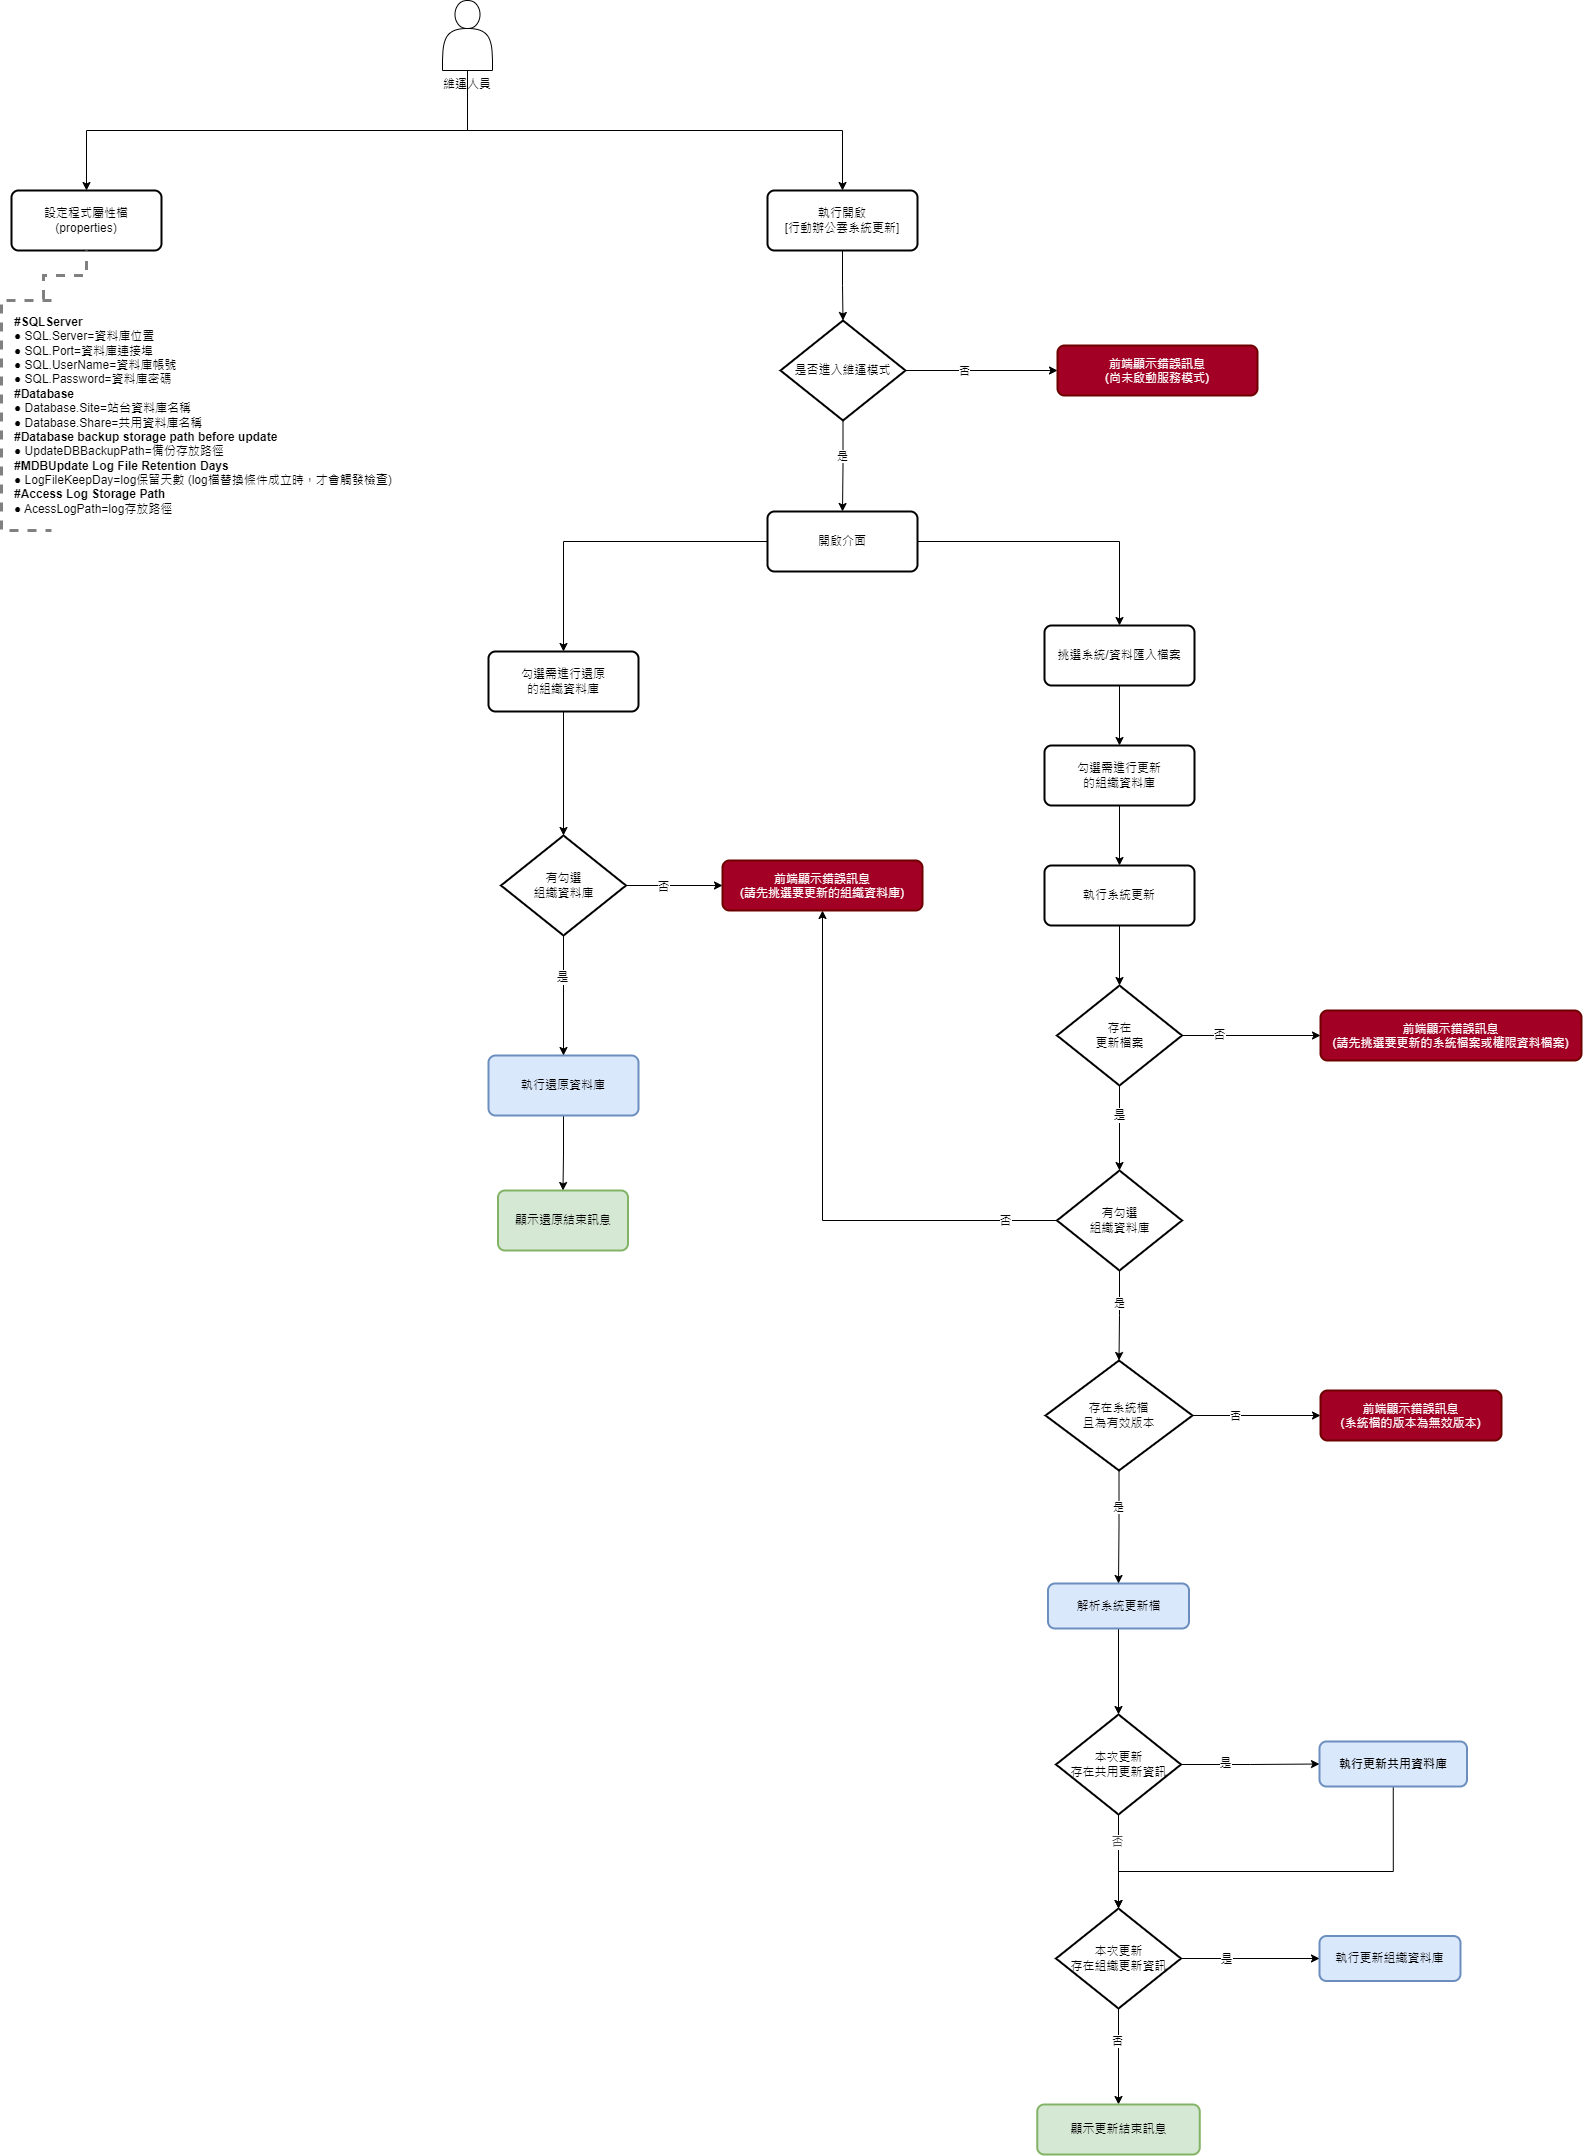 維運人員
設定程式屬性檔
(properties)
執行開啟
[行動辦公雲系統更新]
#SQLServer
● SQL.Server=資料庫位置
● SQL.Port=資料庫連接埠
● SQL.UserName=資料庫帳號
● SQL.Password=資料庫密碼
#Database
● Database.Site=站台資料庫名稱
● Database.Share=共用資料庫名稱
#Database backup storage path before update
● UpdateDBBackupPath=備份存放路徑
#MDBUpdate Log File Retention Days
● LogFileKeepDay=log保留天數 (log檔替換條件成立時，才會觸發檢查)
#Access Log Storage Path
● AcessLogPath=log存放路徑
是否進入維運模式
否
前端顯示錯誤訊息
(尚未啟動服務模式)
是
開啟介面
勾選需進行還原
的組織資料庫
挑選系統/資料匯入檔案
勾選需進行更新
的組織資料庫
有勾選
組織資料庫
否
前端顯示錯誤訊息
(請先挑選要更新的組織資料庫)
執行系統更新
是
存在
更新檔案
否
前端顯示錯誤訊息
(請先挑選要更新的系統檔案或權限資料檔案)
執行還原資料庫
是
顯示還原結束訊息
有勾選
組織資料庫
否
是
存在系統檔
且為有效版本
否
前端顯示錯誤訊息
(系統檔的版本為無效版本)
是
解析系統更新檔
本次更新
存在共用更新資訊
是
執行更新共用資料庫
否
本次更新
存在組織更新資訊
是
執行更新組織資料庫
否
顯示更新結束訊息